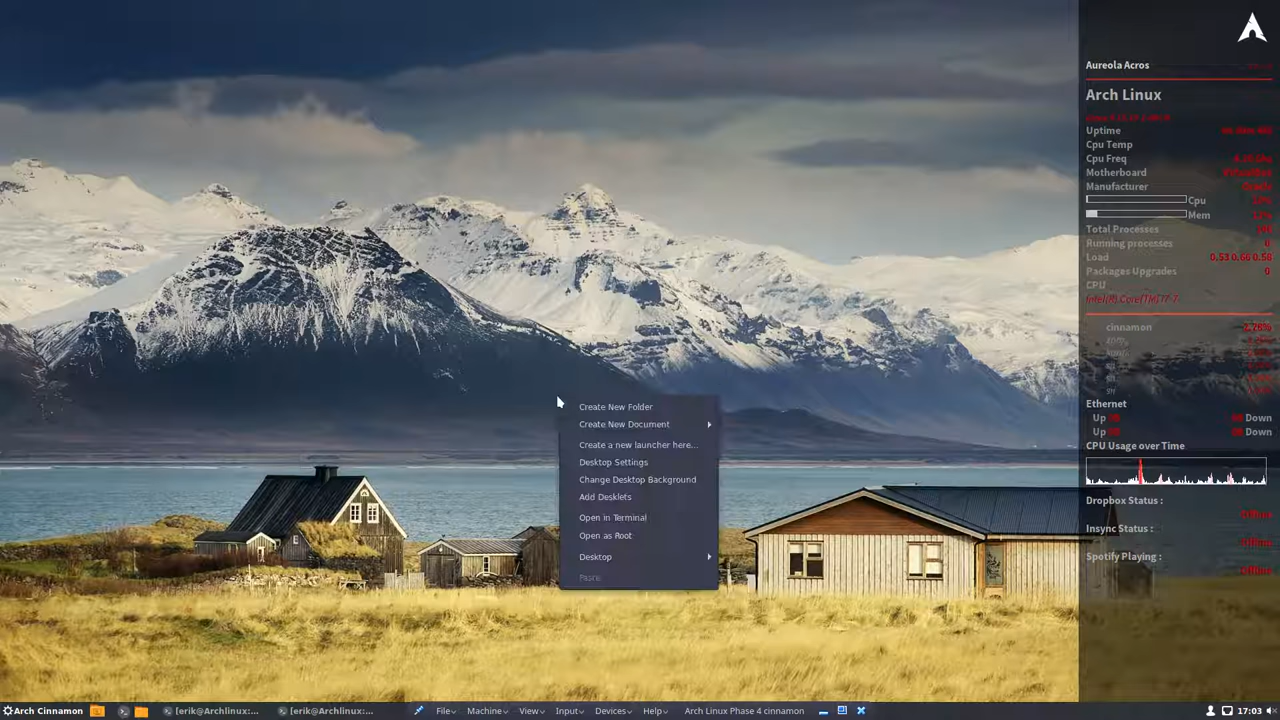 Aureola Acros
Arch Linux
Uptime
Cpu Temp
Cpu Freq
Motherboard
Manufacturer
Cpu
Mem
Total Processes
Running processes 0
Load 0.53 0.66 0.58
Packages Upgrades 0
CPU
cinnamon
Ethernet
Up Down
Up Down
CPU Usage over Time
Dropbox Status :
Offline
Insync Status :
Offline
Spotify Playing :
Offline
Create New Folder
Create New Document
Create a new launcher here...
Desktop Settings
Change Desktop Background
Add Desklets
Open in Terminal
Open as Root
Desktop
Paste
Arch Cinnamon [erik@Archlinux:... [erik@Archlinux:... File Machine View Input Devices Help Arch Linux Phase 4 cinnamon 17:03